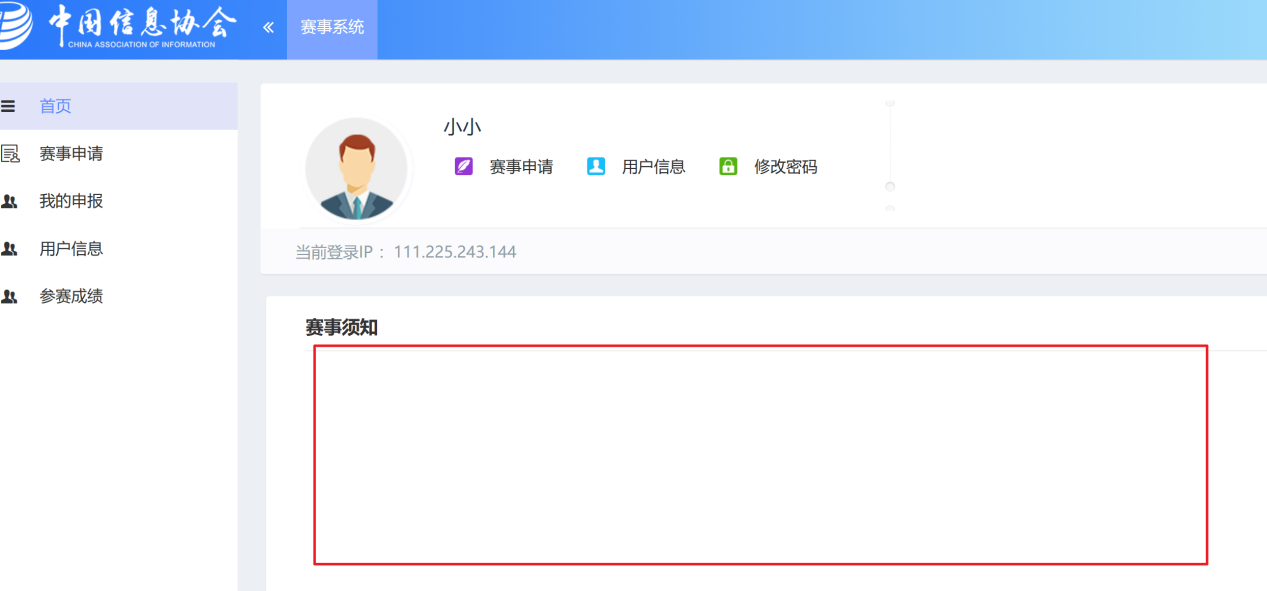 中国信息协会
CHINA ASSOCIATION OF INFORMATION
«
赛事系统
首页
赛事申请
我的申报
用户信息
参赛成绩
小小
赛事申请
用户信息
修改密码
当前登录IP： 111.225.243.144
赛事须知